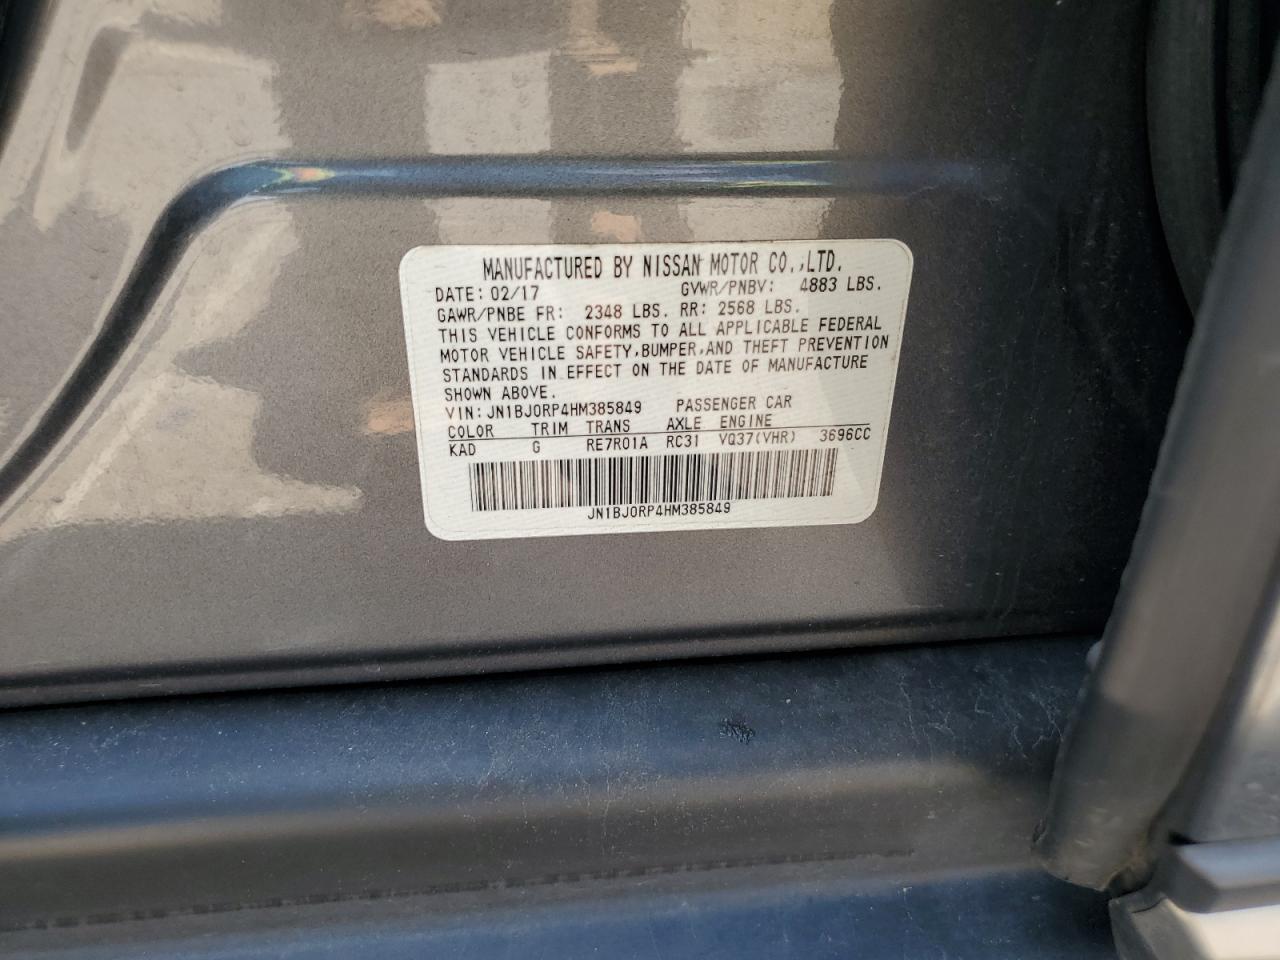 MANUFACTURED BY NISSAN MOTOR CO.,LTD.
DATE: 02/17 GVWR/PNBV: 4883 LBS.
GAWR/PNBE FR: 2348 LBS. RR: 2568 LBS.
THIS VEHICLE CONFORMS TO ALL APPLICABLE FEDERAL
MOTOR VEHICLE SAFETY,BUMPER,AND THEFT PREVENTION
STANDARDS IN EFFECT ON THE DATE OF MANUFACTURE
SHOWN ABOVE.
VIN:JN1BJ0RP4HM385849 PASSENGER CAR
COLOR TRIM TRANS AXLE ENGINE
KAD G RE7R01A RC31 VQ37(VHR) 3696CC
JN1BJ0RP4HM385849